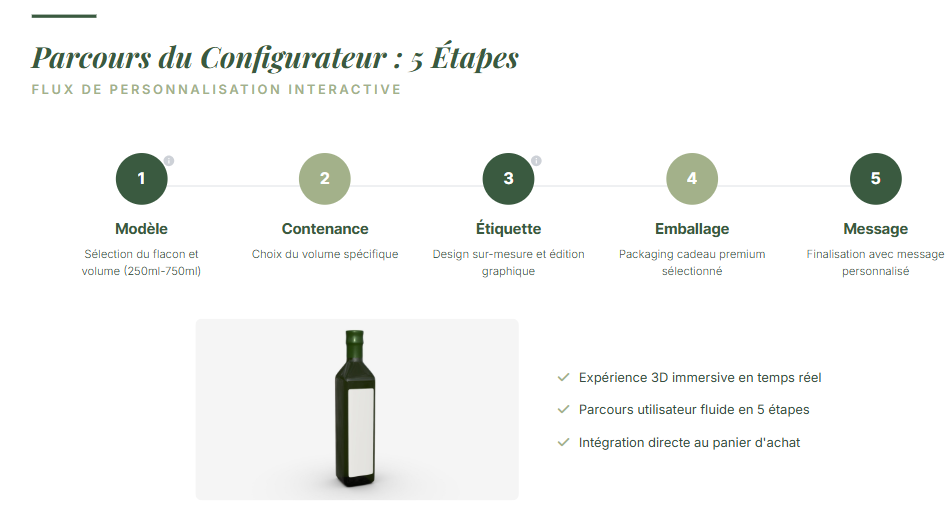 Parcours du Configurateur : 5 Étapes
FLUX DE PERSONNALISATION INTERACTIVE
1
2
3
4
5
Modèle
Contenance
Étiquette
Emballage
Message
Sélection du flacon et
volume (250ml-750ml)
Choix du volume spécifique
Design sur-mesure et édition
graphique
Packaging cadeau premium
sélectionné
Finalisation avec message
personnalisé
Expérience 3D immersive en temps réel
Parcours utilisateur fluide en 5 étapes
Intégration directe au panier d'achat